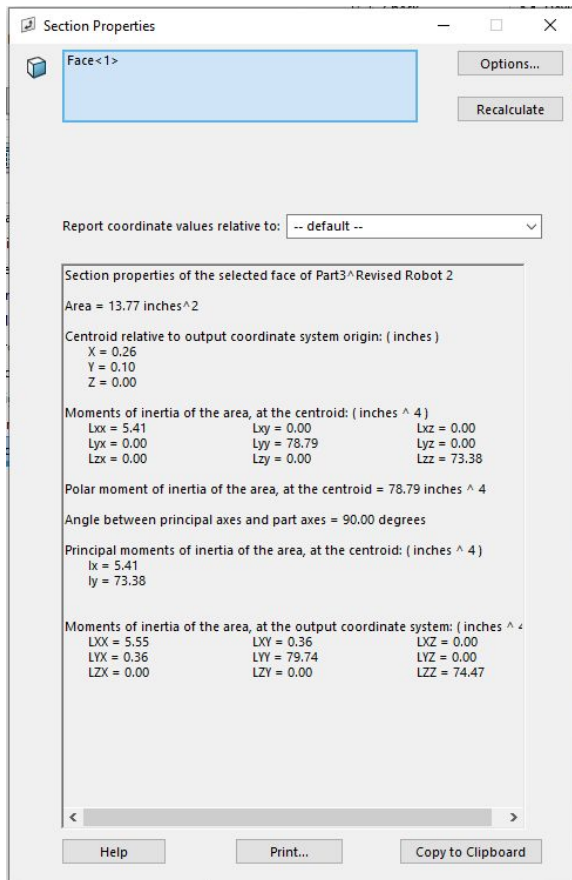 Section Properties
Face<1>
Options...
Recalculate
Report coordinate values relative to: -- default --
Section properties of the selected face of Part3^Revised Robot 2
Area = 13.77 inches^2
Centroid relative to output coordinate system origin: ( inches )
X = 0.26
Y = 0.10
Z = 0.00
Moments of inertia of the area, at the centroid: ( inches ^ 4 )
Lxx = 5.41 Lxy = 0.00 Lxz = 0.00
Lyx = 0.00 Lyy = 78.79 Lyz = 0.00
Lzx = 0.00 Lzy = 0.00 Lzz = 73.38
Polar moment of inertia of the area, at the centroid = 78.79 inches ^ 4
Angle between principal axes and part axes = 90.00 degrees
Principal moments of inertia of the area, at the centroid: ( inches ^ 4 )
Ix = 5.41
Iy = 73.38
Moments of inertia of the area, at the output coordinate system: ( inches ^ 4
LXX = 5.55 LXY = 0.36 LXZ = 0.00
LYX = 0.36 LYY = 79.74 LYZ = 0.00
LZX = 0.00 LZY = 0.00 LZZ = 74.47
Help Print... Copy to Clipboard